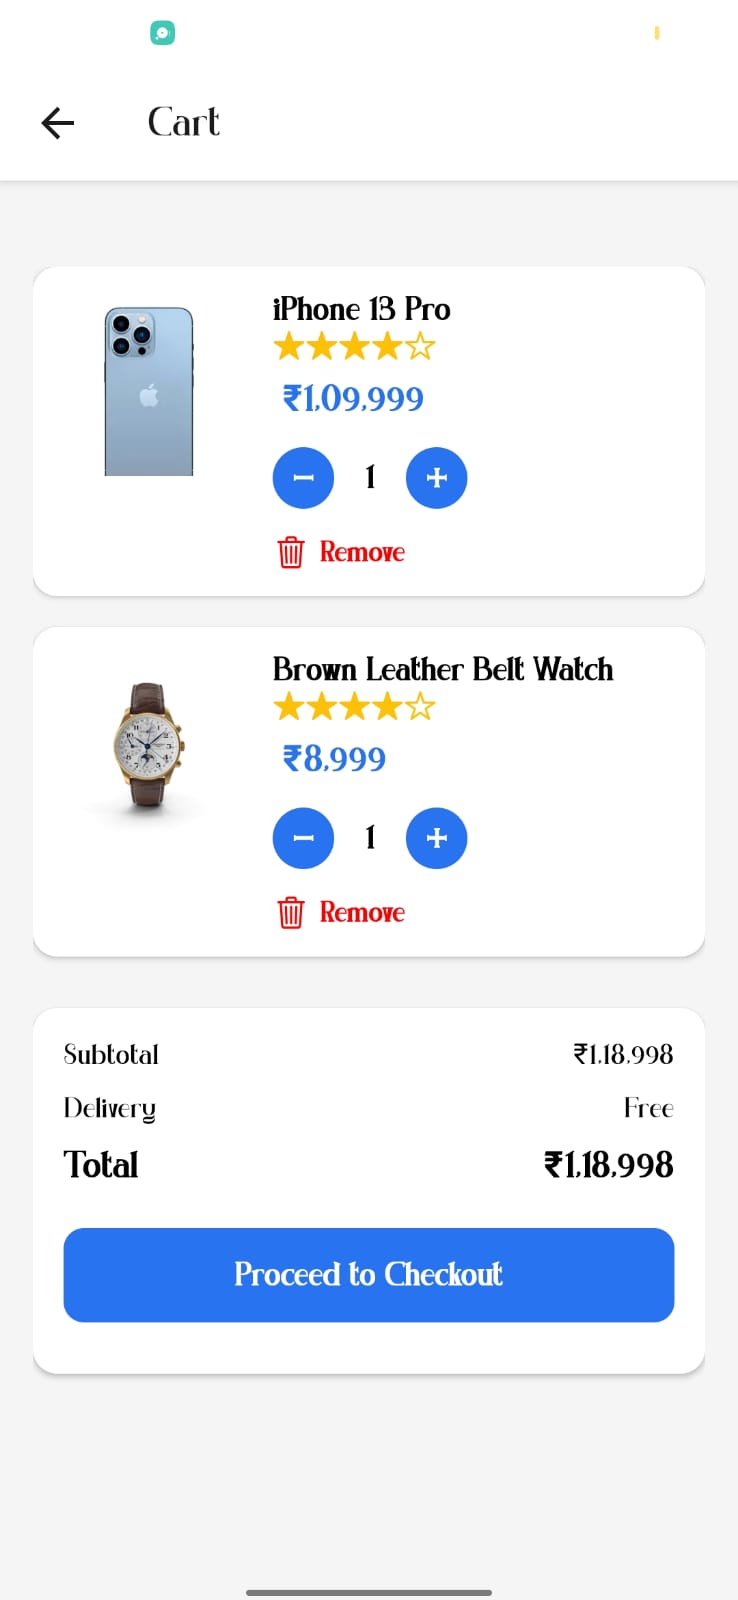 Cart
iPhone 13 Pro
₹1,09,999
1
Remove
Brown Leather Belt Watch
₹8,999
1
Remove
Subtotal ₹1,18,998
Delivery Free
Total ₹1,18,998
Proceed to Checkout